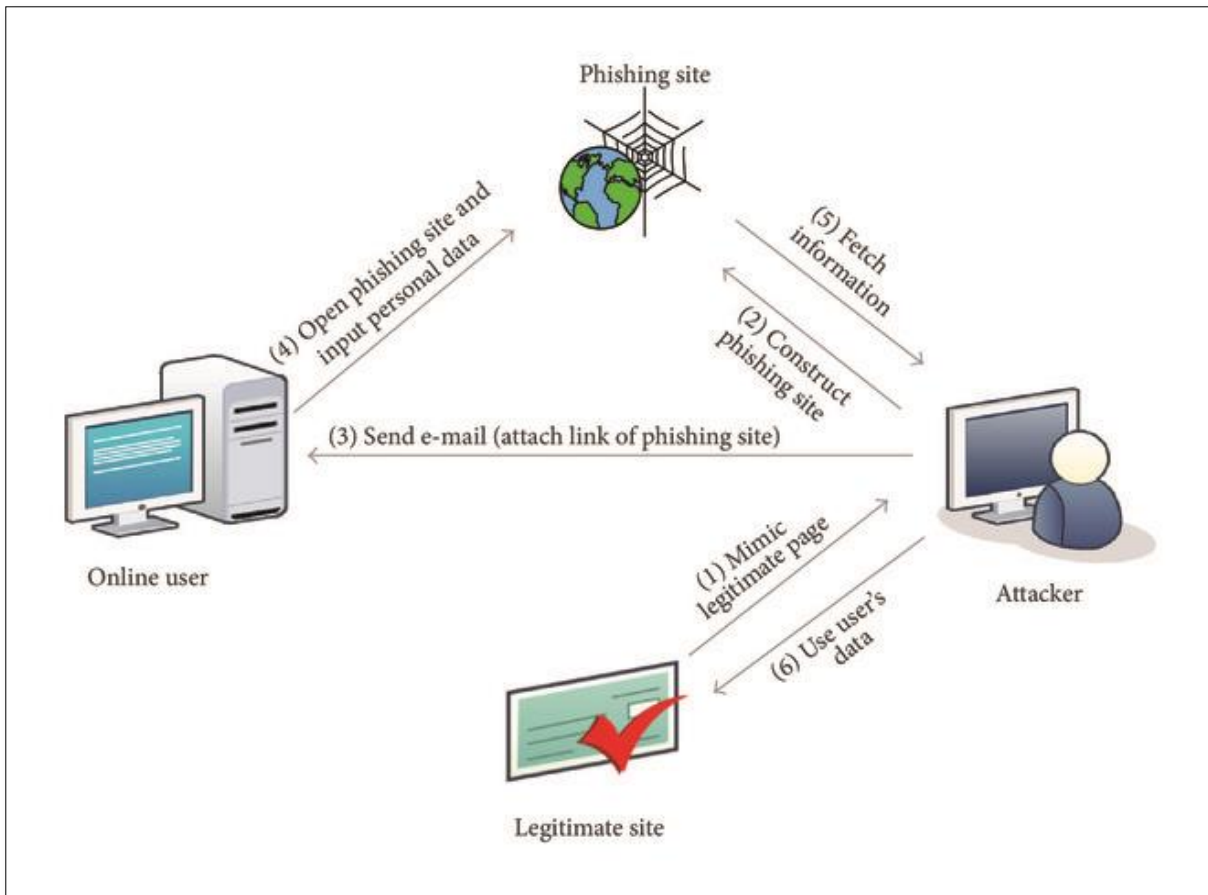 Phishing site
(4) Open phishing site and
input personal data
(5) Fetch
information
(2) Construct
phishing site
(3) Send e-mail (attach link of phishing site)
Online user
(1) Mimic
legitimate page
(6) Use user's
data
Attacker
Legitimate site